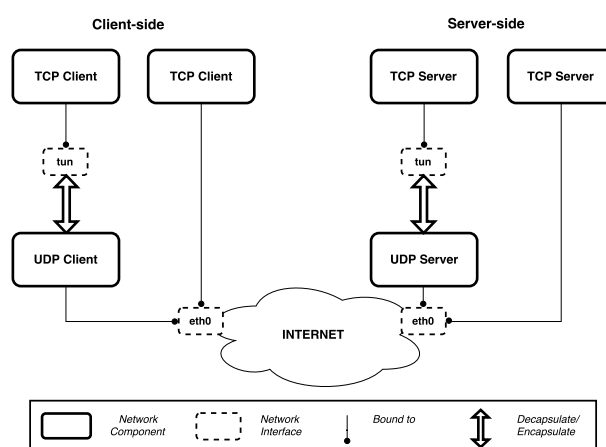 Client-side
Server-side
TCP Client
TCP Client
TCP Server
TCP Server
tun
tun
UDP Client
UDP Server
eth0
INTERNET
eth0
Network
Component
Network
Interface
Bound to
Decapsulate/
Encapsulate